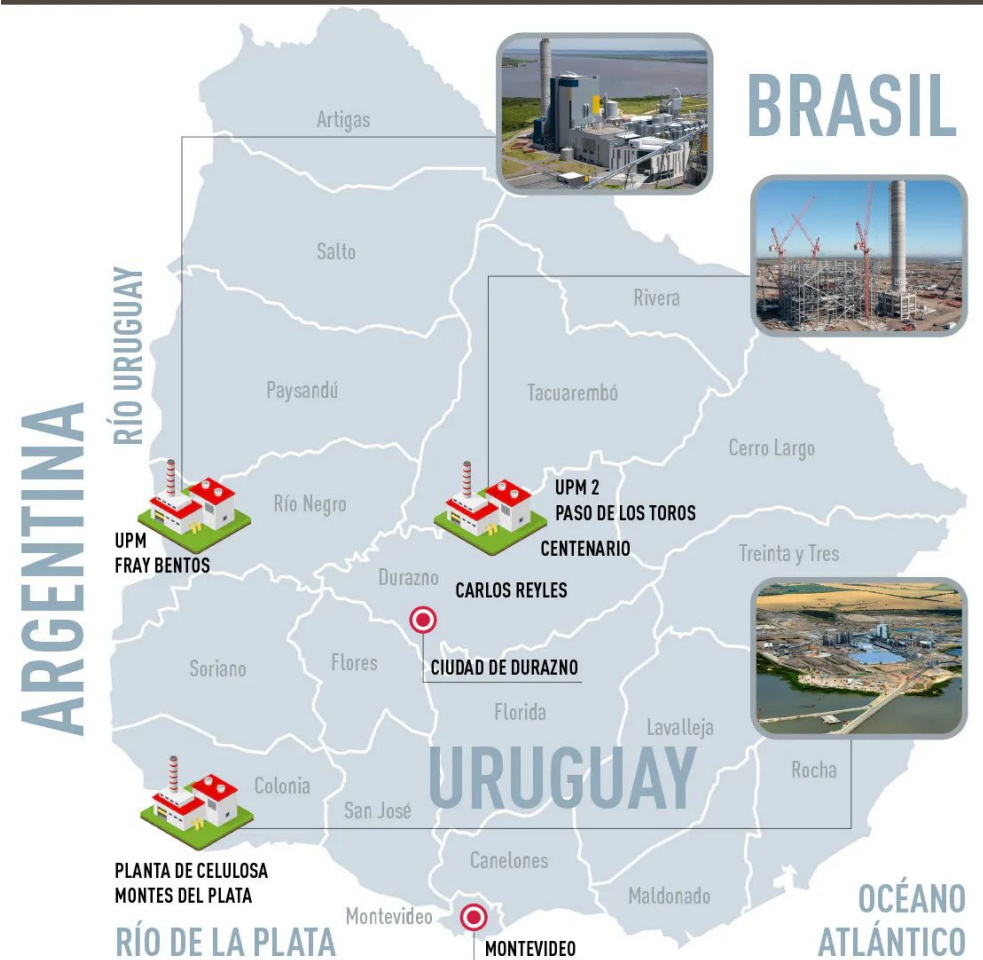 BRASIL
Artigas
Salto
Rivera
RÍO URUGUAY
Paysandú
Tacuarembó
ARGENTINA
Cerro Largo
Río Negro
UPM 2
PASO DE LOS TOROS
UPM
FRAY BENTOS
CENTENARIO
Treinta y Tres
Durazno
CARLOS REYLES
Soriano
Flores
CIUDAD DE DURAZNO
Florida
Lavalleja
URUGUAY
Rocha
Colonia
San José
PLANTA DE CELULOSA
MONTES DEL PLATA
Canelones
Maldonado
Montevideo
MONTEVIDEO
RÍO DE LA PLATA
OCÉANO
ATLÁNTICO